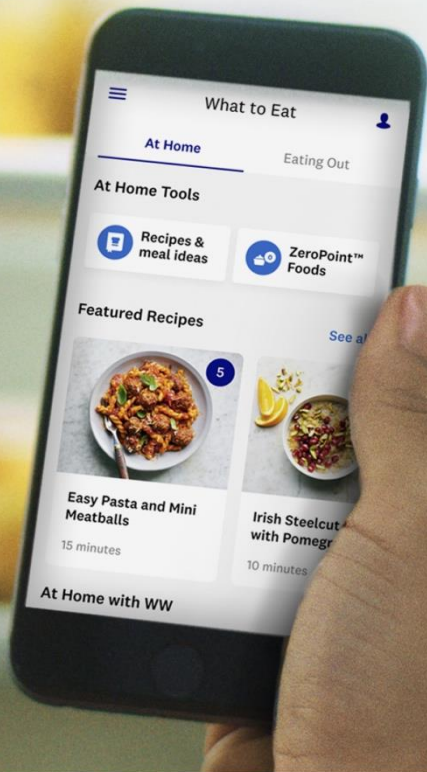 What to Eat
At Home
Eating Out
At Home Tools
Recipes &
meal ideas
ZeroPoint™
Foods
Featured Recipes
See
5
Easy Pasta and Mini
Meatballs
15 minutes
Irish Steelcut
with
10 minutes
At Home with WW